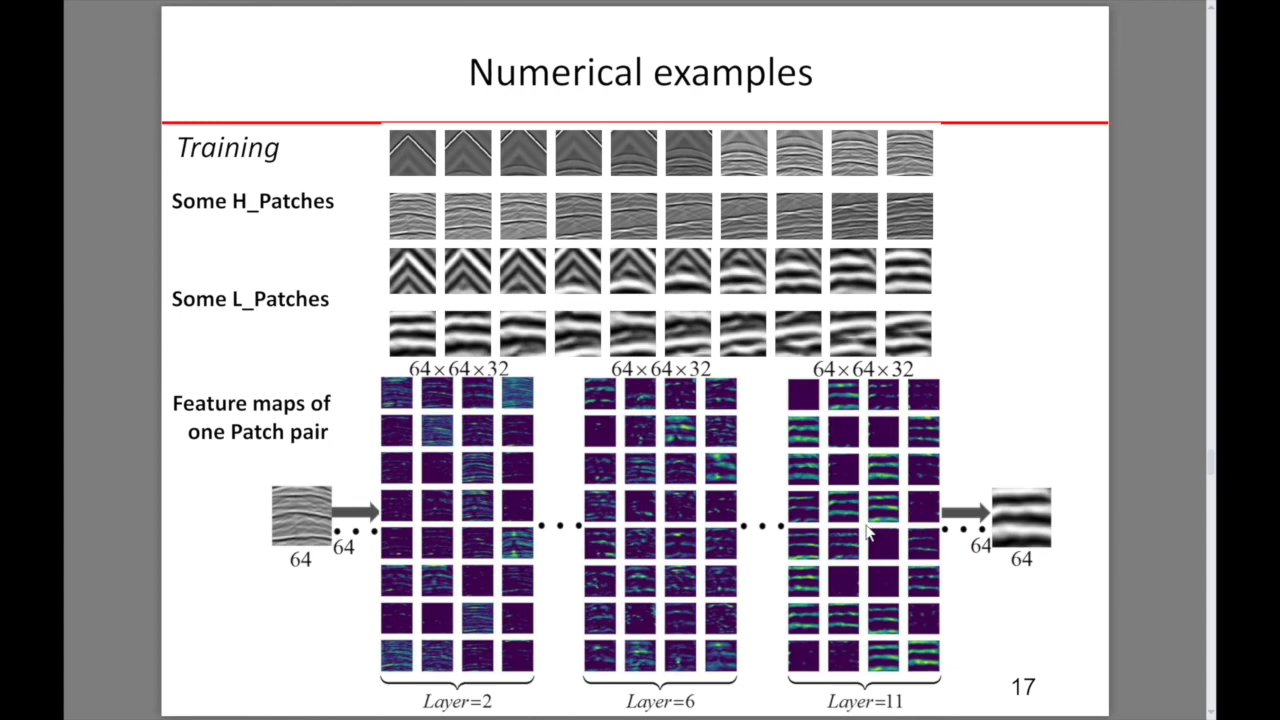 Numerical examples
Training
Some H_Patches
Some L_Patches
64×64×32 64×64×32 64×64×32
Feature maps of
one Patch pair
64 64 64 64
Layer=2 Layer=6 Layer=11
17